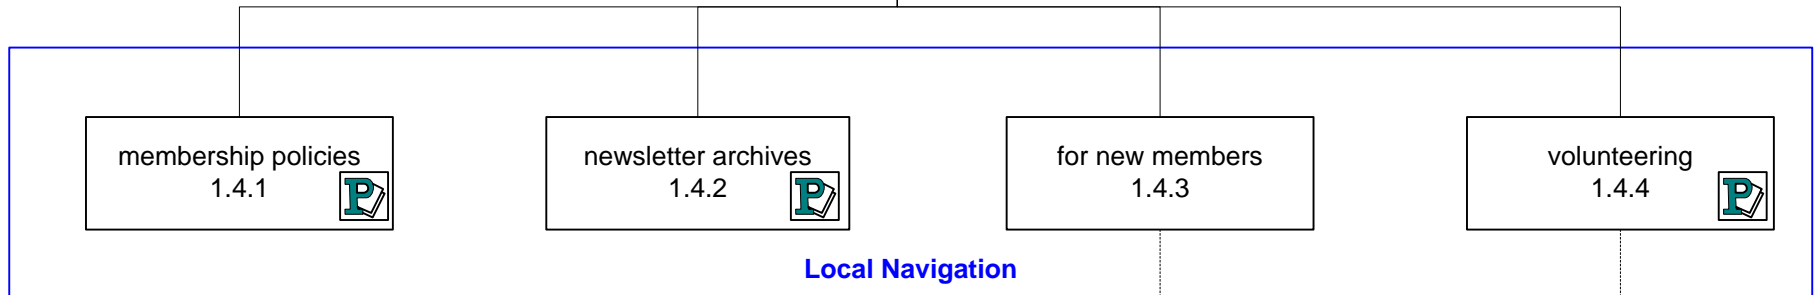 membership policies
1.4.1
P
newsletter archives
1.4.2
P
for new members
1.4.3
volunteering
1.4.4
P
Local Navigation